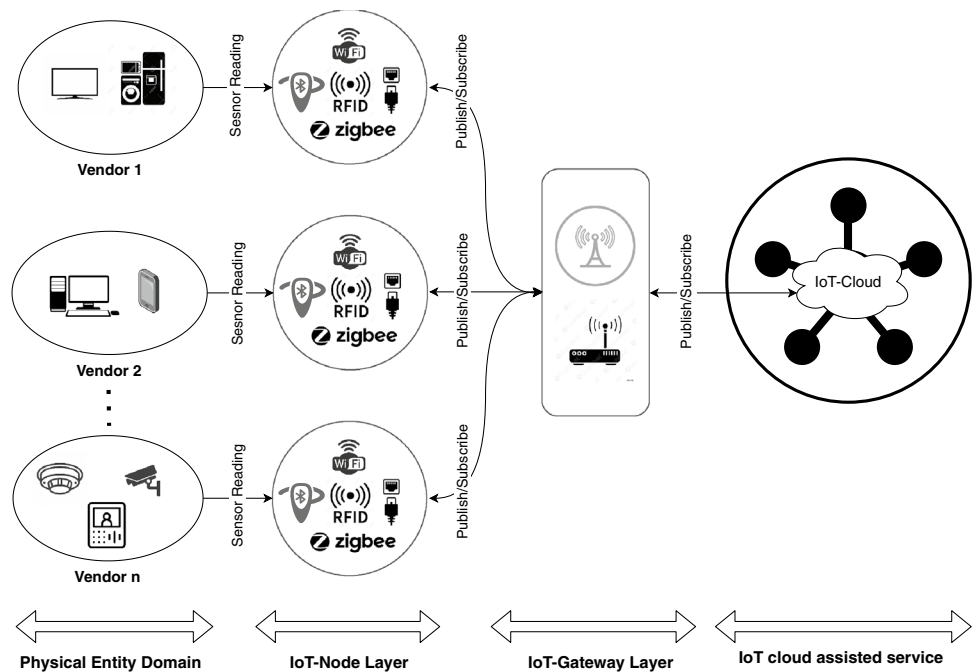 Vendor 1
Sesnor Reading
WiFi
RFID
zigbee
Publish/Subscribe
Vendor 2
Sesnor Reading
WiFi
RFID
zigbee
Publish/Subscribe
Publish/Subscribe
IoT-Cloud
Vendor n
Sensor Reading
WiFi
RFID
zigbee
Publish/Subscribe
Physical Entity Domain
IoT-Node Layer
IoT-Gateway Layer
IoT cloud assisted service